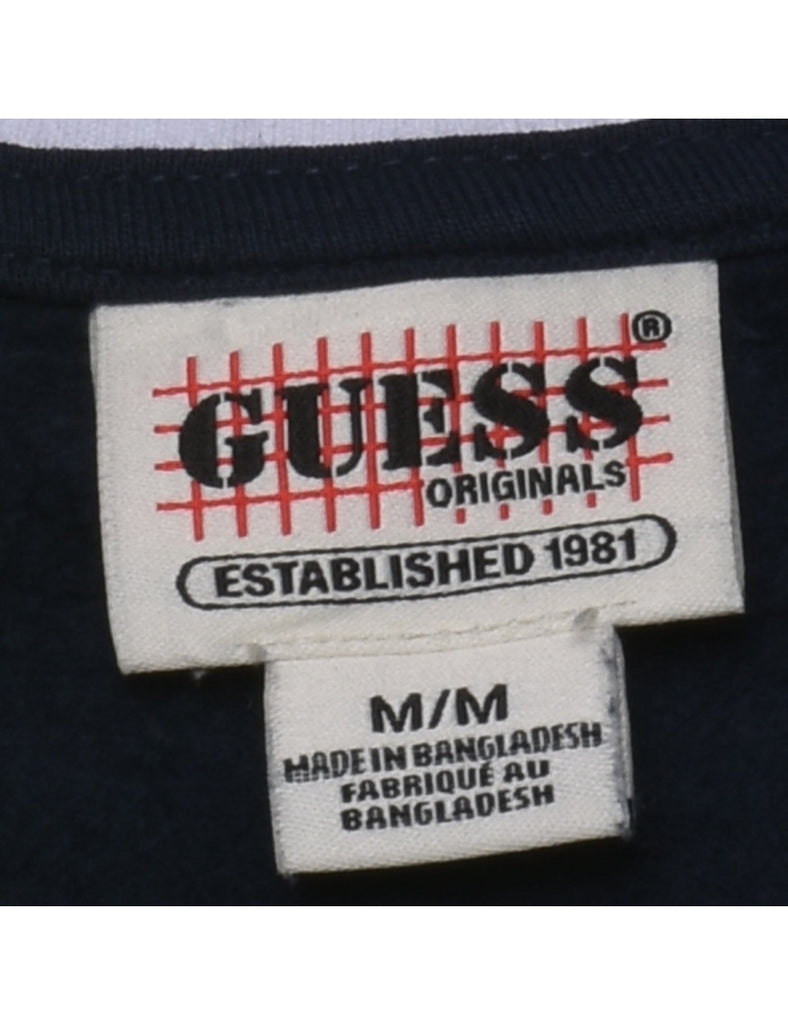 GUESS®
ORIGINALS
ESTABLISHED 1981
M/M
MADE IN BANGLADESH
FABRIQUÉ AU
BANGLADESH